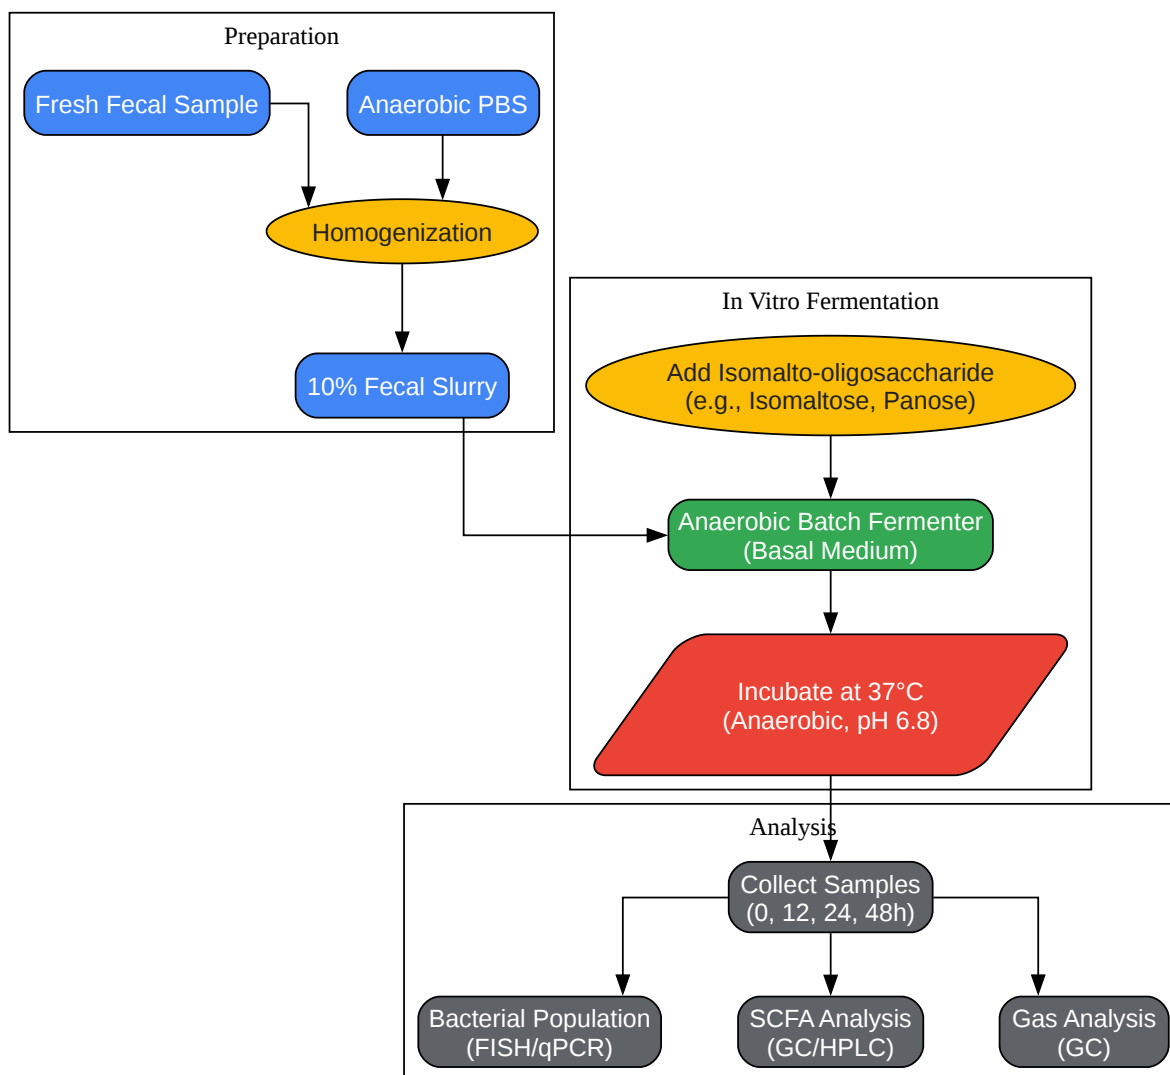 Preparation
Fresh Fecal Sample
Anaerobic PBS
Homogenization
10% Fecal Slurry
In Vitro Fermentation
Add Isomalto-oligosaccharide
(e.g., Isomaltose, Panose)
Anaerobic Batch Fermenter
(Basal Medium)
Incubate at 37°C
(Anaerobic, pH 6.8)
Analysis
Collect Samples
(0, 12, 24, 48h)
Bacterial Population
(FISH/qPCR)
SCFA Analysis
(GC/HPLC)
Gas Analysis
(GC)